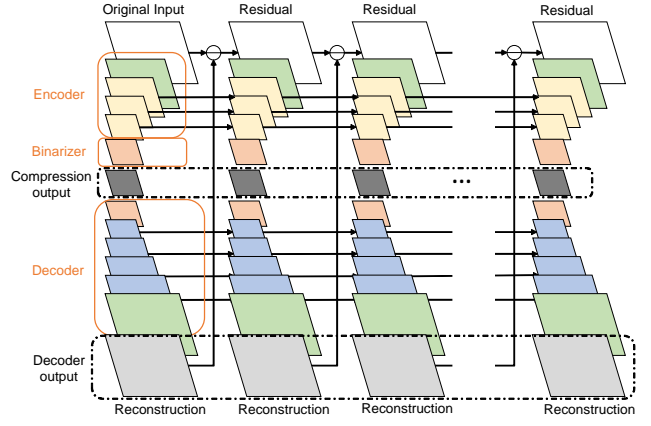 Original Input
Residual
Residual
Residual
Encoder
Binarizer
Compression
output
...
Decoder
Decoder
output
Reconstruction
Reconstruction
Reconstruction
Reconstruction